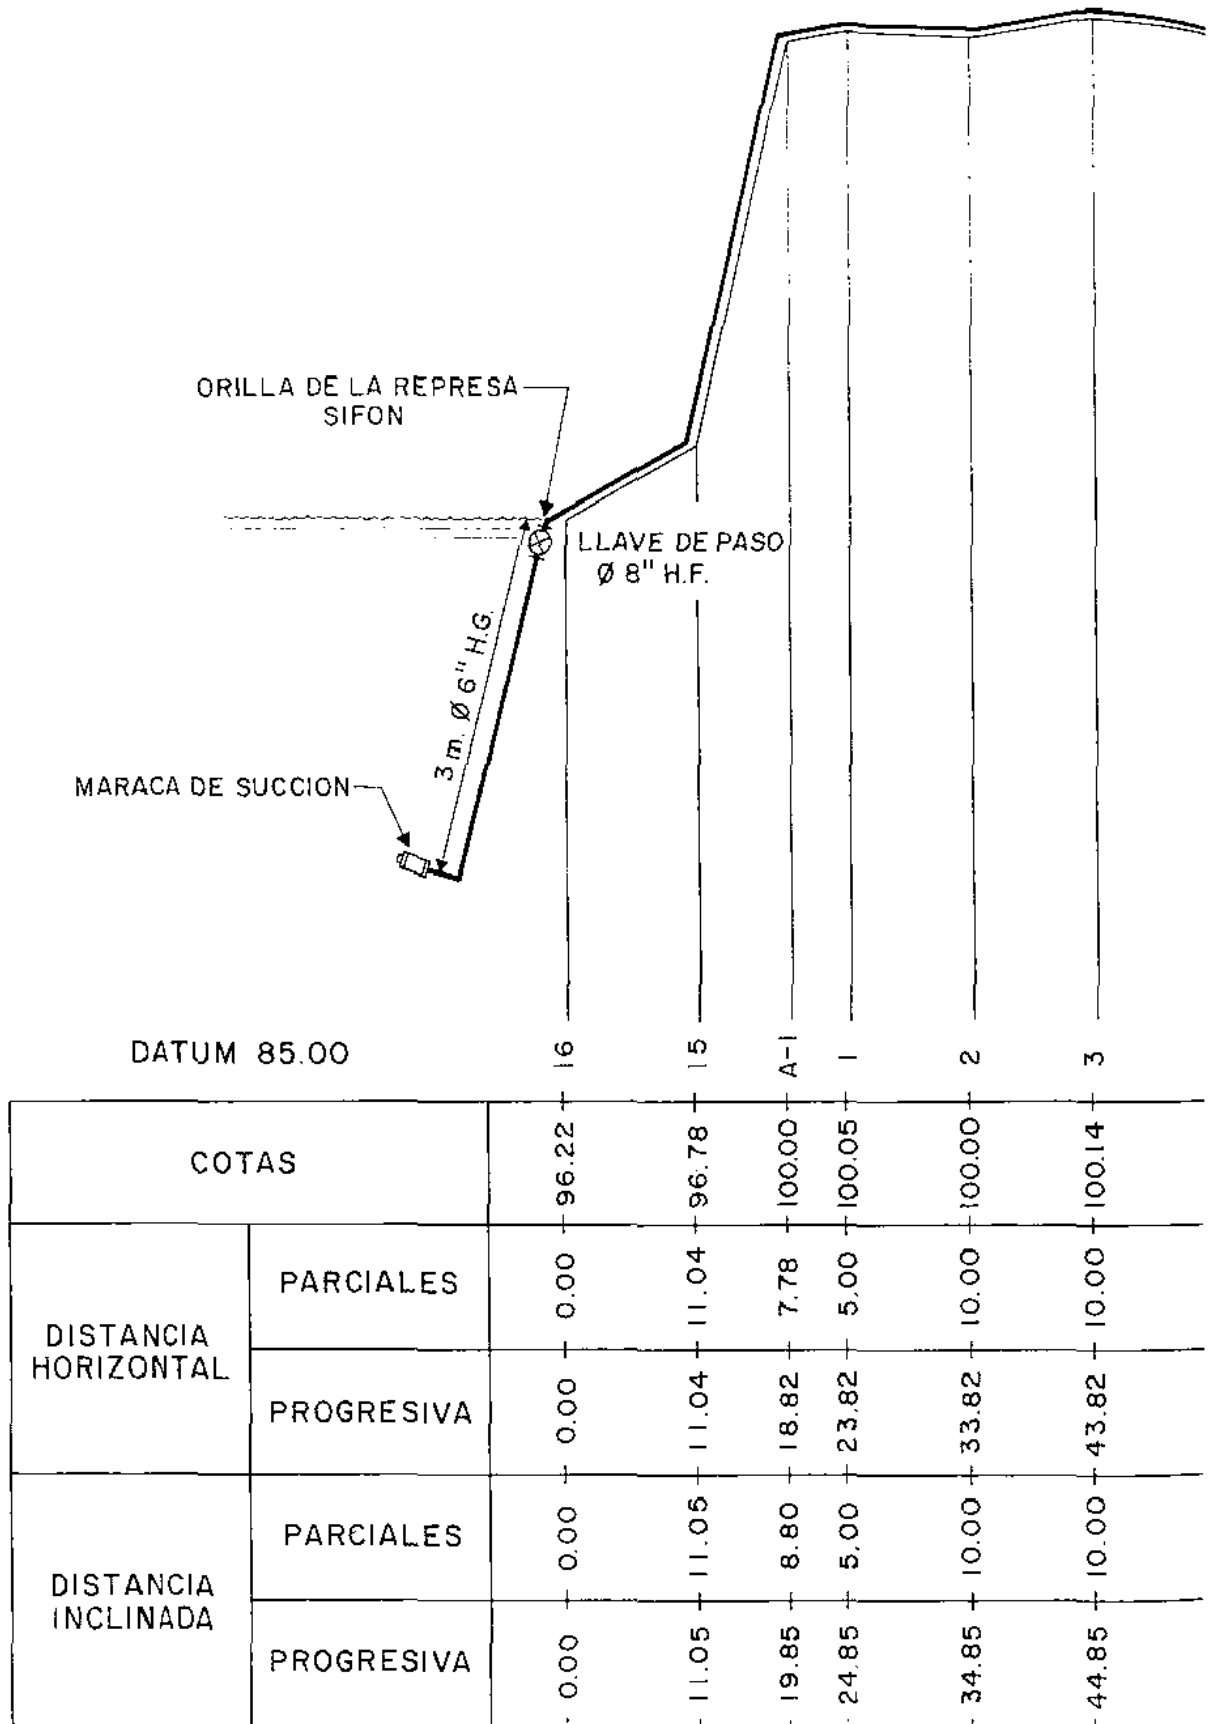 ORILLA DE LA REPRESA
SIFON
LLAVE DE PASO
Ø 8" H.F.
3 m. Ø 6" H.G.
MARACA DE SUCCION
DATUM 85.00
16 15 A-1 1 2 3
COTAS 96.22 96.78 100.00 100.05 100.00 100.14
DISTANCIA
HORIZONTAL
PARCIALES 0.00 11.04 7.78 5.00 10.00 10.00
PROGRESIVA 0.00 11.04 18.82 23.82 33.82 43.82
DISTANCIA
INCLINADA
PARCIALES 0.00 11.05 8.80 5.00 10.00 10.00
PROGRESIVA 0.00 11.05 19.85 24.85 34.85 44.85